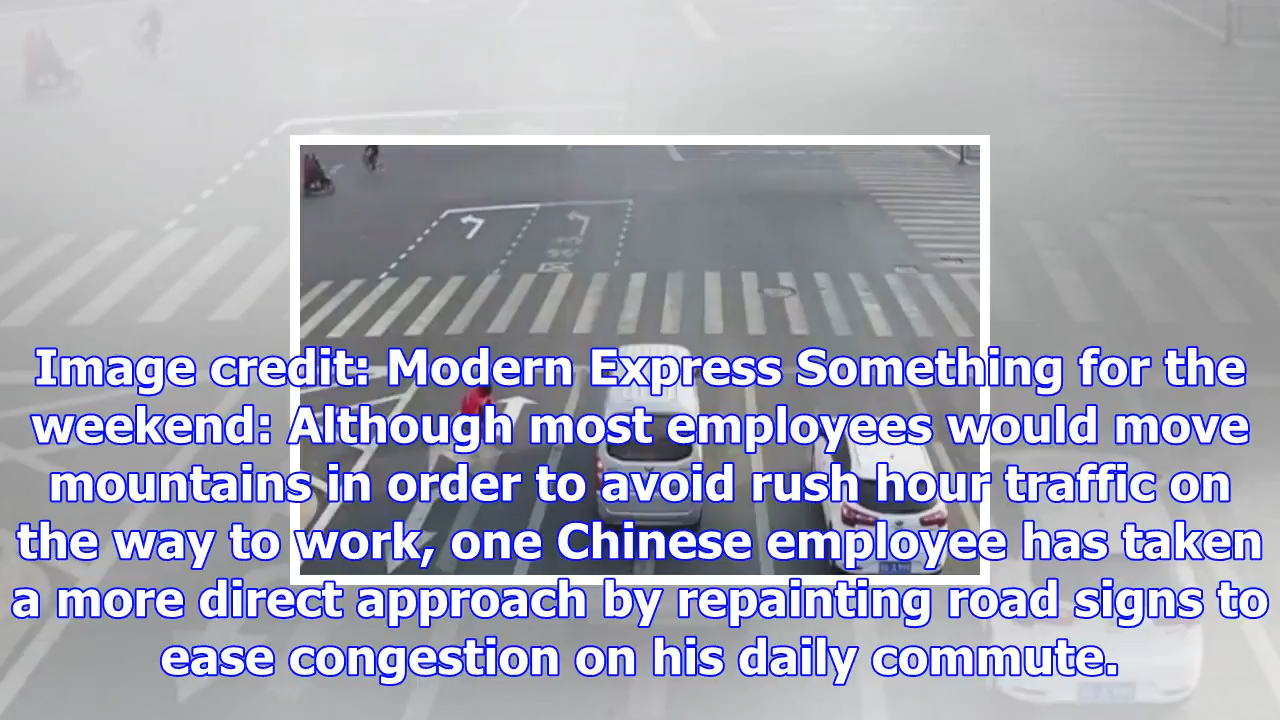 Image credit: Modern Express Something for the
weekend: Although most employees would move
mountains in order to avoid rush hour traffic on
the way to work, one Chinese employee has taken
a more direct approach by repainting road signs to
ease congestion on his daily commute.